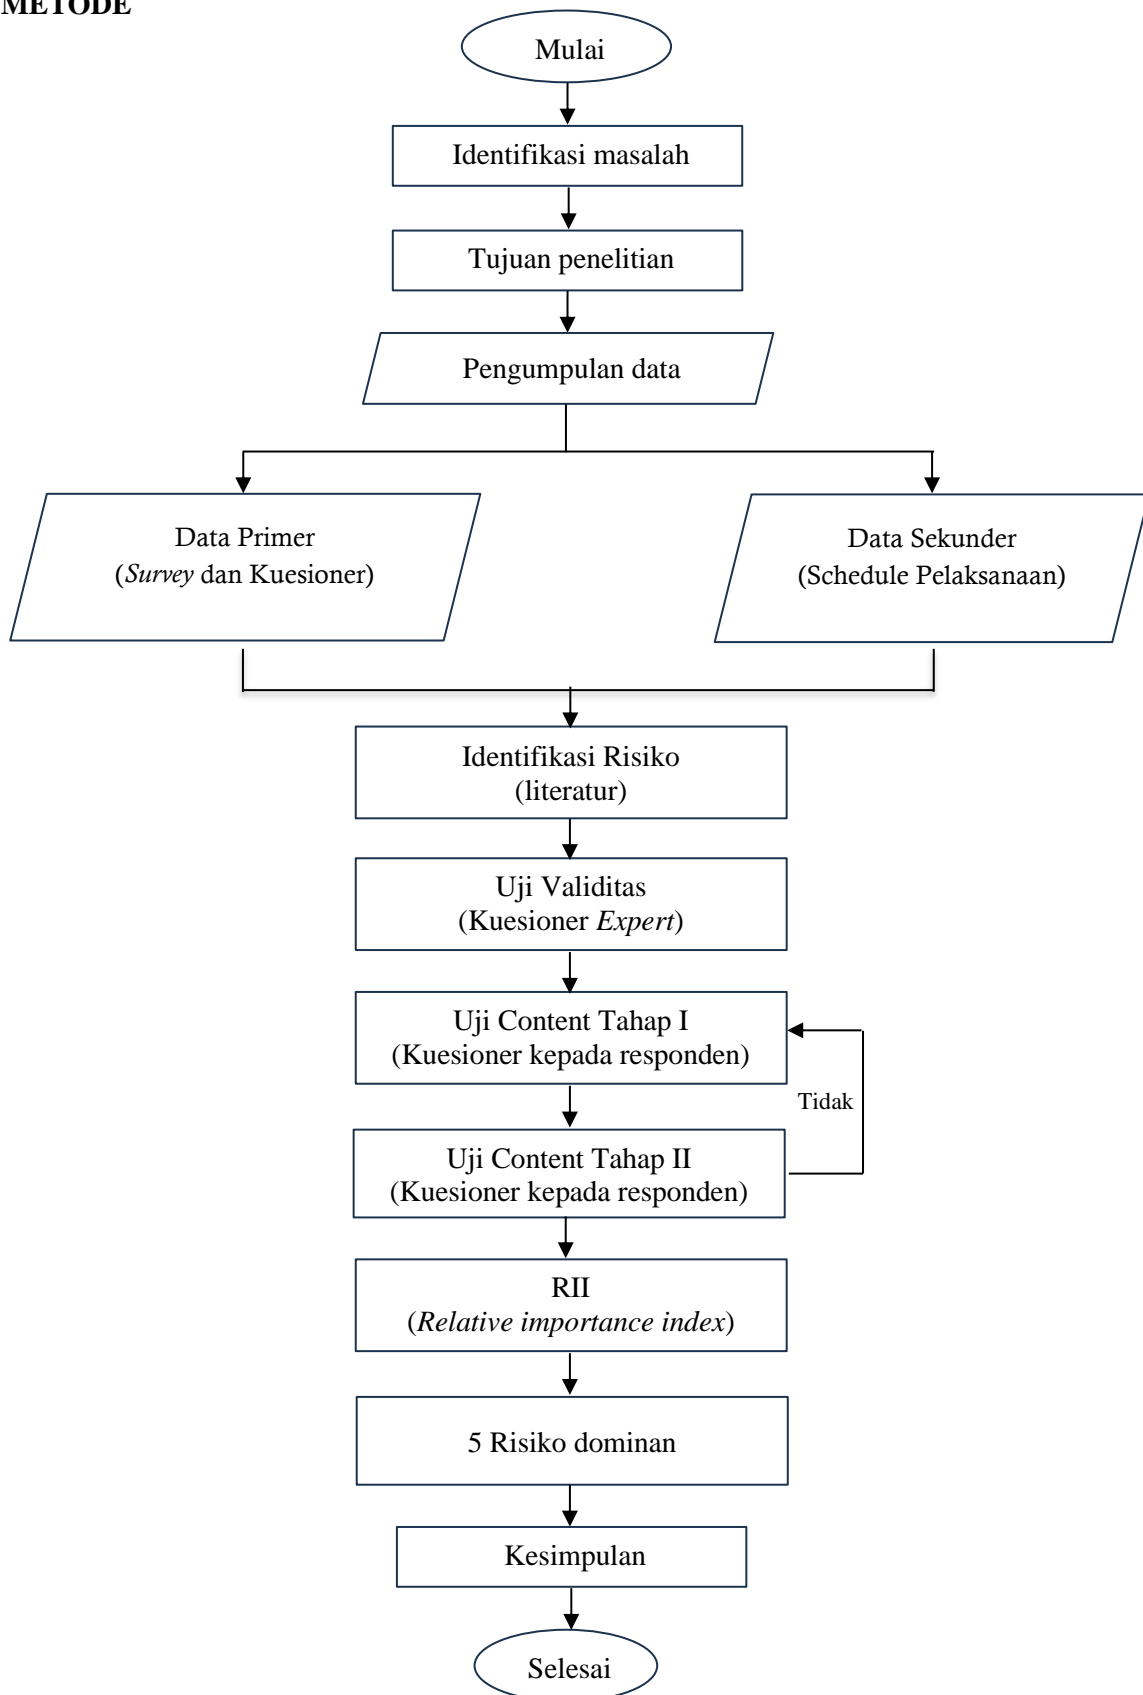 METODE
Mulai
Identifikasi masalah
Tujuan penelitian
Pengumpulan data
Data Primer
(Survey dan Kuesioner)
Data Sekunder
(Schedule Pelaksanaan)
Identifikasi Risiko
(literatur)
Uji Validitas
(Kuesioner Expert)
Uji Content Tahap I
(Kuesioner kepada responden)
Tidak
Uji Content Tahap II
(Kuesioner kepada responden)
RII
(Relative importance index)
5 Risiko dominan
Kesimpulan
Selesai